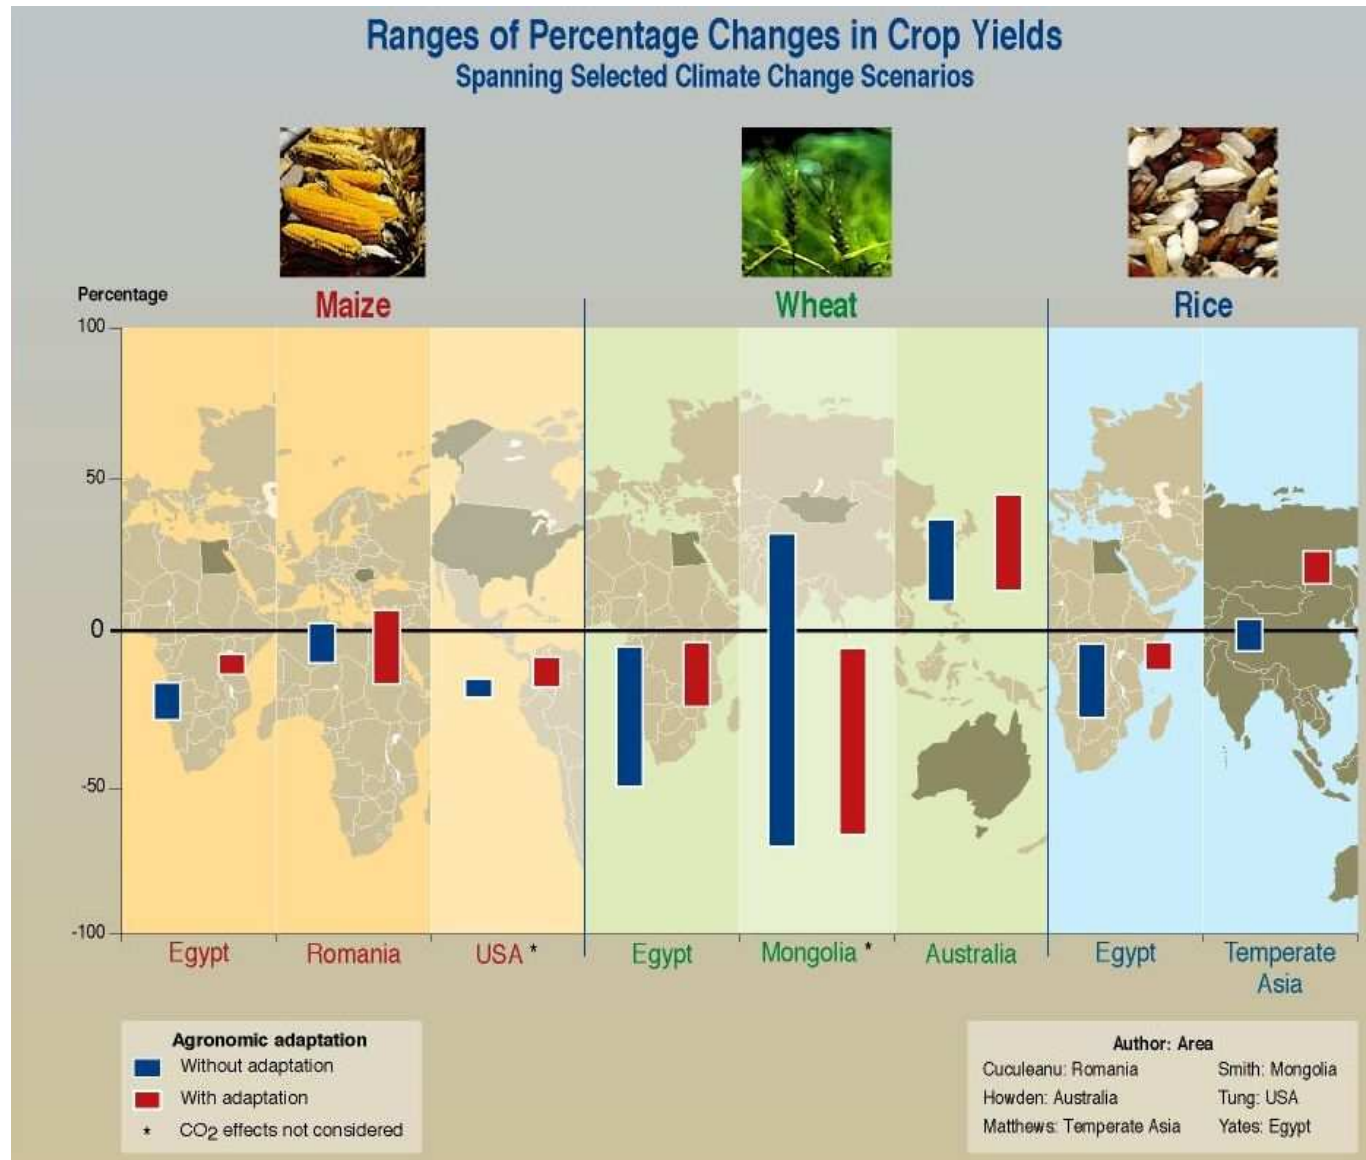 Ranges of Percentage Changes in Crop Yields
Spanning Selected Climate Change Scenarios
Percentage
Maize
Wheat
Rice
100
50
0
-50
-100
Egypt
Romania
USA *
Egypt
Mongolia *
Australia
Egypt
Temperate
Asia
Agronomic adaptation
Without adaptation
With adaptation
* CO2 effects not considered
Author: Area
Cuculeanu: Romania
Smith: Mongolia
Howden: Australia
Tung: USA
Matthews: Temperate Asia
Yates: Egypt